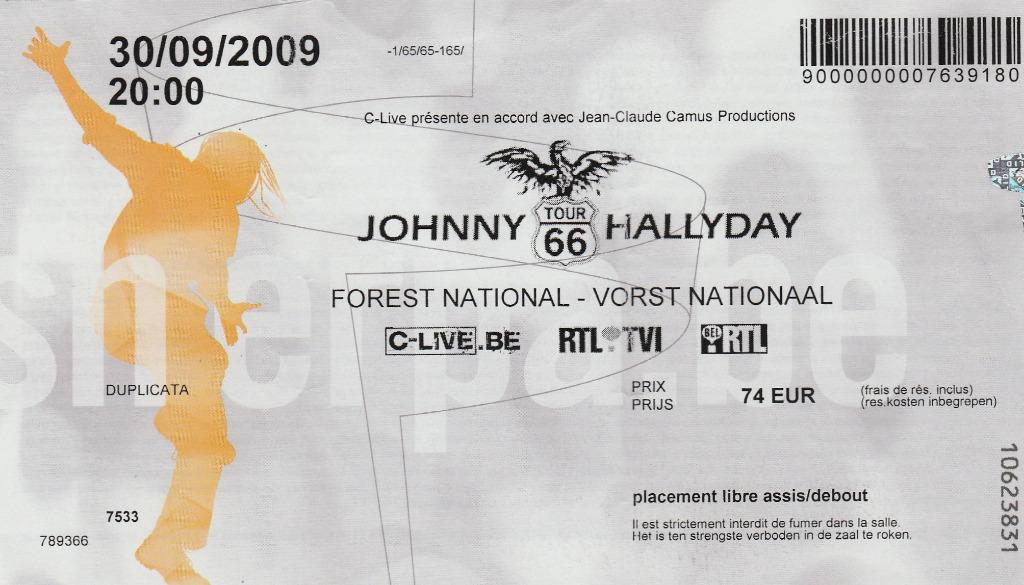 30/09/2009
20:00
-1/65/65-165/
9000000007639180
C-Live présente en accord avec Jean-Claude Camus Productions
JOHNNY TOUR 66 HALLYDAY
FOREST NATIONAL - VORST NATIONAAL
C-LIVE.BE RTL TVI BEL RTL
sherpa.be
DUPLICATA
PRIX
PRIJS
74 EUR
(frais de rés. inclus)
(res.kosten inbegrepen)
placement libre assis/debout
Il est strictement interdit de fumer dans la salle.
Het is ten strengste verboden in de zaal te roken.
7533
789366
10623831